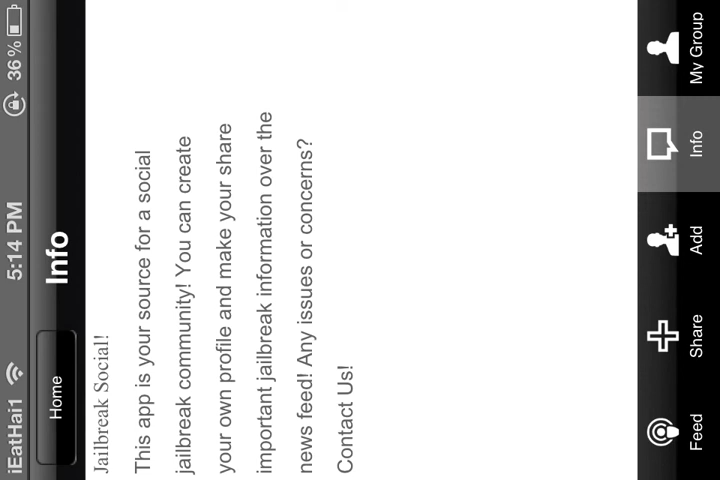 iEatHai1 5:14 PM 36%
Home Info
Jailbreak Social!
This app is your source for a social
jailbreak community! You can create
your own profile and make your share
important jailbreak information over the
news feed! Any issues or concerns?
Contact Us!
Feed Share Add Info My Group